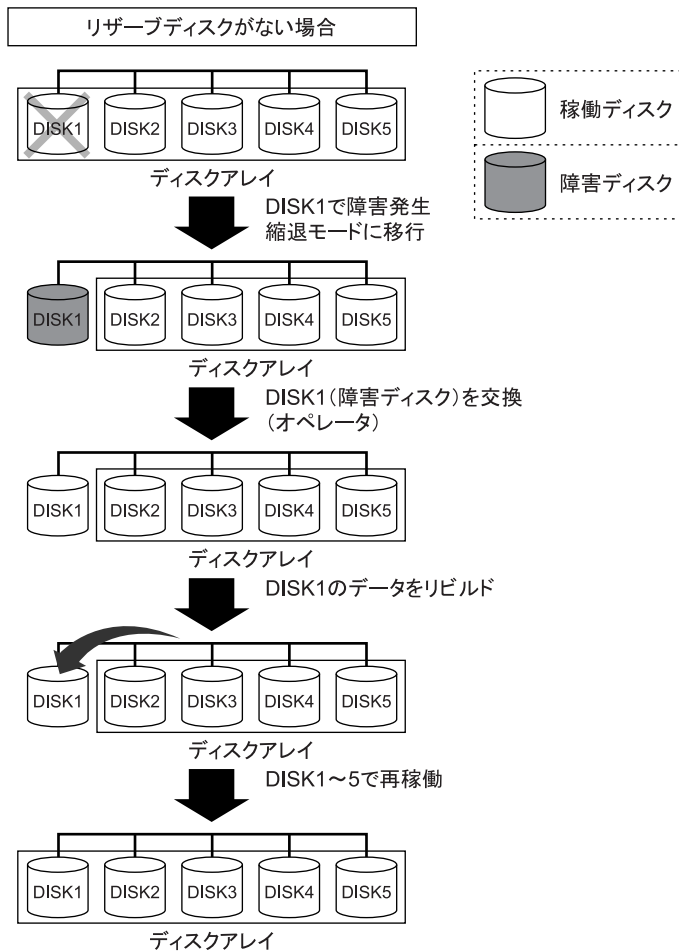 リザーブディスクがない場合
DISK1 DISK2 DISK3 DISK4 DISK5
ディスクアレイ
稼働ディスク
障害ディスク
DISK1で障害発生
縮退モードに移行
DISK1 DISK2 DISK3 DISK4 DISK5
ディスクアレイ
DISK1（障害ディスク）を交換
（オペレータ）
DISK1 DISK2 DISK3 DISK4 DISK5
ディスクアレイ
DISK1のデータをリビルド
DISK1 DISK2 DISK3 DISK4 DISK5
ディスクアレイ
DISK1～5で再稼働
DISK1 DISK2 DISK3 DISK4 DISK5
ディスクアレイ